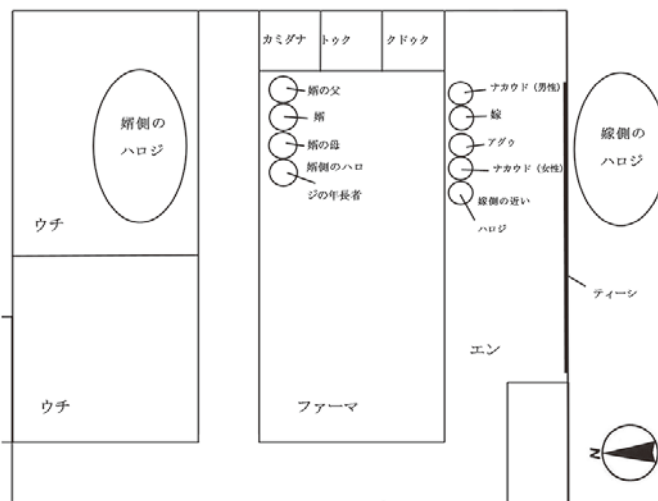 カミダナ
トゥク
クドゥク
婿の父
婿
婿の母
婿側のハロ
ジの年長者
ナカウド（男性）
嫁
アグゥ
ナカウド（女性）
嫁側の近い
ハロジ
婿側の
ハロジ
嫁側の
ハロジ
ウチ
ティーシ
エン
ウチ
ファーマ
N